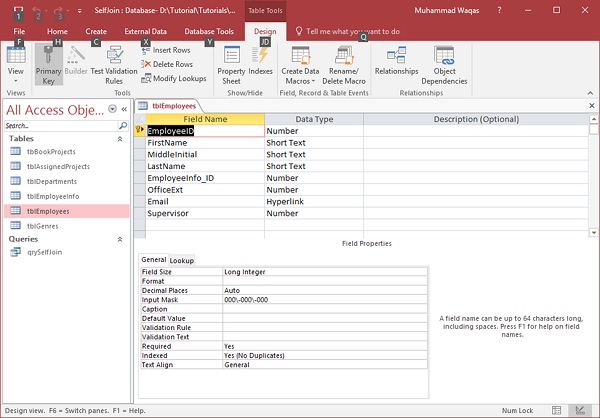 SelfJoin : Database- D:\Tutorial\Tutorials\... Table Tools Muhammad Waqas
1 2 3
File Home Create External Data Database Tools Design Tell me what you want to do...
F H C X Y JD Q
View Primary Key Builder Test Validation Rules Insert Rows Delete Rows Modify Lookups Property Sheet Indexes Create Data Macros Rename/Delete Macro Relationships Object Dependencies
Views Tools Show/Hide Field, Record & Table Events Relationships
All Access Obje...
Search...
Tables
tbBookProjects
tblAssignedProjects
tblDepartments
tblEmployeeInfo
tblEmployees
tblGenres
Queries
qrySelfJoin
tblEmployees
Field Name Data Type Description (Optional)
EmployeeID Number
FirstName Short Text
MiddleInitial Short Text
LastName Short Text
EmployeeInfo_ID Number
OfficeExt Number
Email Hyperlink
Supervisor Number
Field Properties
General Lookup
Field Size Long Integer
Format
Decimal Places Auto
Input Mask 000\-000\-000
Caption
Default Value
Validation Rule
Validation Text
Required Yes
Indexed Yes (No Duplicates)
Text Align General
A field name can be up to 64 characters long,
including spaces. Press F1 for help on field
names.
Design view. F6 = Switch panes. F1 = Help. Num Lock